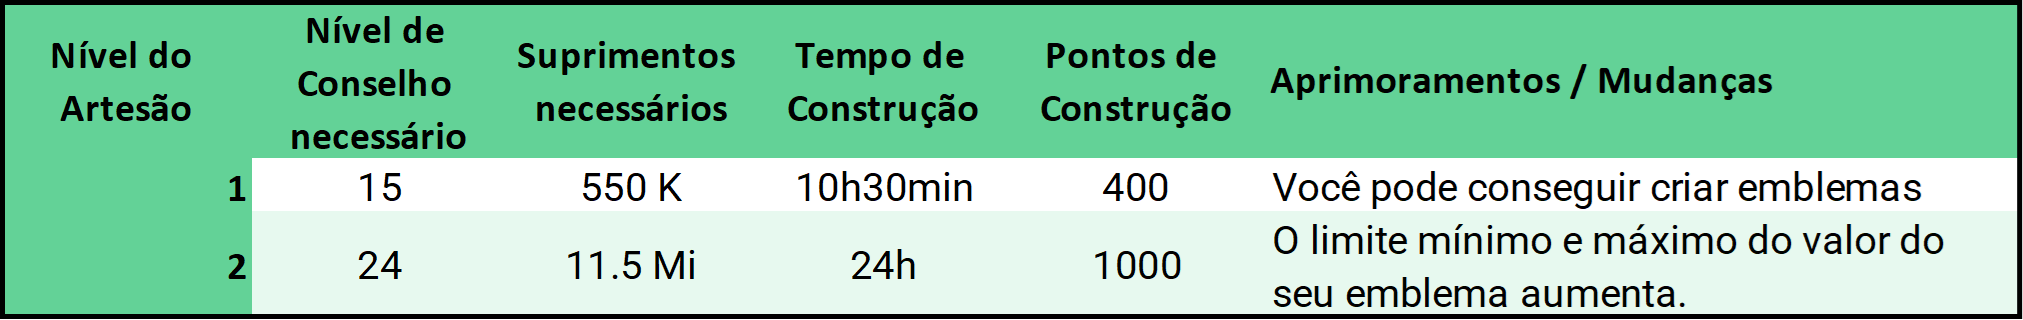 Nível do Artesão Nível de Conselho necessário Suprimentos necessários Tempo de Construção Pontos de Construção Aprimoramentos / Mudanças
1 15 550 K 10h30min 400 Você pode conseguir criar emblemas
2 24 11.5 Mi 24h 1000 O limite mínimo e máximo do valor do
seu emblema aumenta.